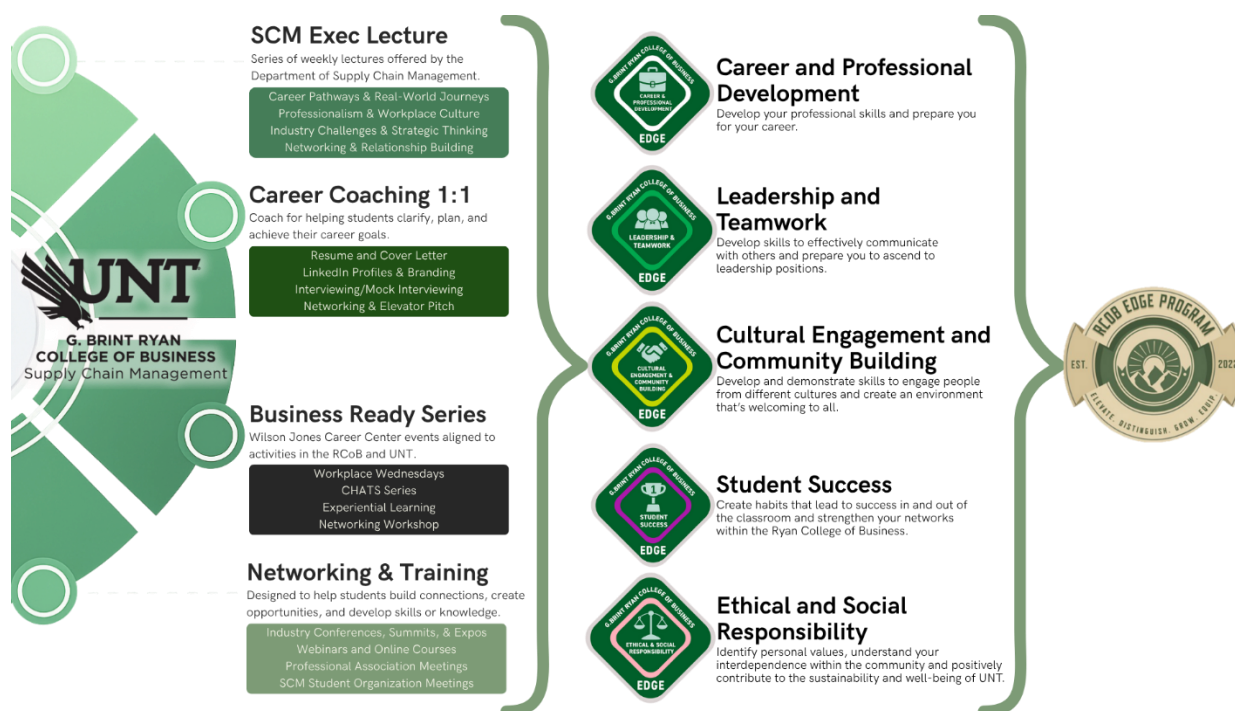 UNT
G. BRINT RYAN
COLLEGE OF BUSINESS
Supply Chain Management
SCM Exec Lecture
Series of weekly lectures offered by the
Department of Supply Chain Management.
Career Pathways & Real-World Journeys
Professionalism & Workplace Culture
Industry Challenges & Strategic Thinking
Networking & Relationship Building
Career Coaching 1:1
Coach for helping students clarify, plan, and
achieve their career goals.
Resume and Cover Letter
LinkedIn Profiles & Branding
Interviewing/Mock Interviewing
Networking & Elevator Pitch
Business Ready Series
Wilson Jones Career Center events aligned to
activities in the RCoB and UNT.
Workplace Wednesdays
CHATS Series
Experiential Learning
Networking Workshop
Networking & Training
Designed to help students build connections, create
opportunities, and develop skills or knowledge.
Industry Conferences, Summits, & Expos
Webinars and Online Courses
Professional Association Meetings
SCM Student Organization Meetings
G. BRINT RYAN COLLEGE OF BUSINESS
CAREER &
PROFESSIONAL
DEVELOPMENT
EDGE
Career and Professional
Development
Develop your professional skills and prepare you
for your career.
G. BRINT RYAN COLLEGE OF BUSINESS
LEADERSHIP &
TEAMWORK
EDGE
Leadership and
Teamwork
Develop skills to effectively communicate
with others and prepare you to ascend to
leadership positions.
G. BRINT RYAN COLLEGE OF BUSINESS
CULTURAL
ENGAGEMENT &
COMMUNITY
BUILDING
EDGE
Cultural Engagement and
Community Building
Develop and demonstrate skills to engage people
from different cultures and create an environment
that's welcoming to all.
G. BRINT RYAN COLLEGE OF BUSINESS
1
STUDENT
SUCCESS
EDGE
Student Success
Create habits that lead to success in and out of
the classroom and strengthen your networks
within the Ryan College of Business.
G. BRINT RYAN COLLEGE OF BUSINESS
ETHICAL & SOCIAL
RESPONSIBILITY
EDGE
Ethical and Social
Responsibility
Identify personal values, understand your
interdependence within the community and positively
contribute to the sustainability and well-being of UNT.
RCOB EDGE PROGRAM
EST.
ELEVATE. DISTINGUISH. GROW. EQUIP.